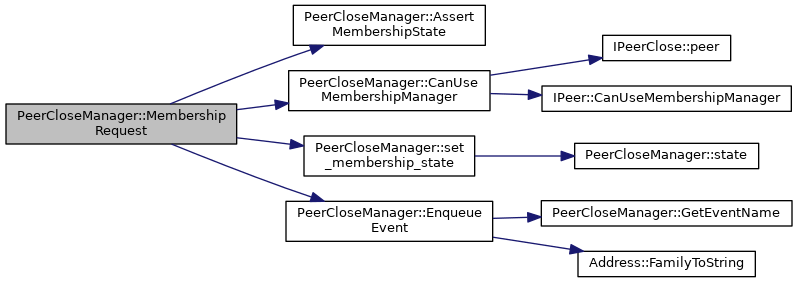 PeerCloseManager::Membership
Request
PeerCloseManager::Assert
MembershipState
PeerCloseManager::CanUse
MembershipManager
IPeerClose::peer
IPeer::CanUseMembershipManager
PeerCloseManager::set
_membership_state
PeerCloseManager::state
PeerCloseManager::Enqueue
Event
PeerCloseManager::GetEventName
Address::FamilyToString